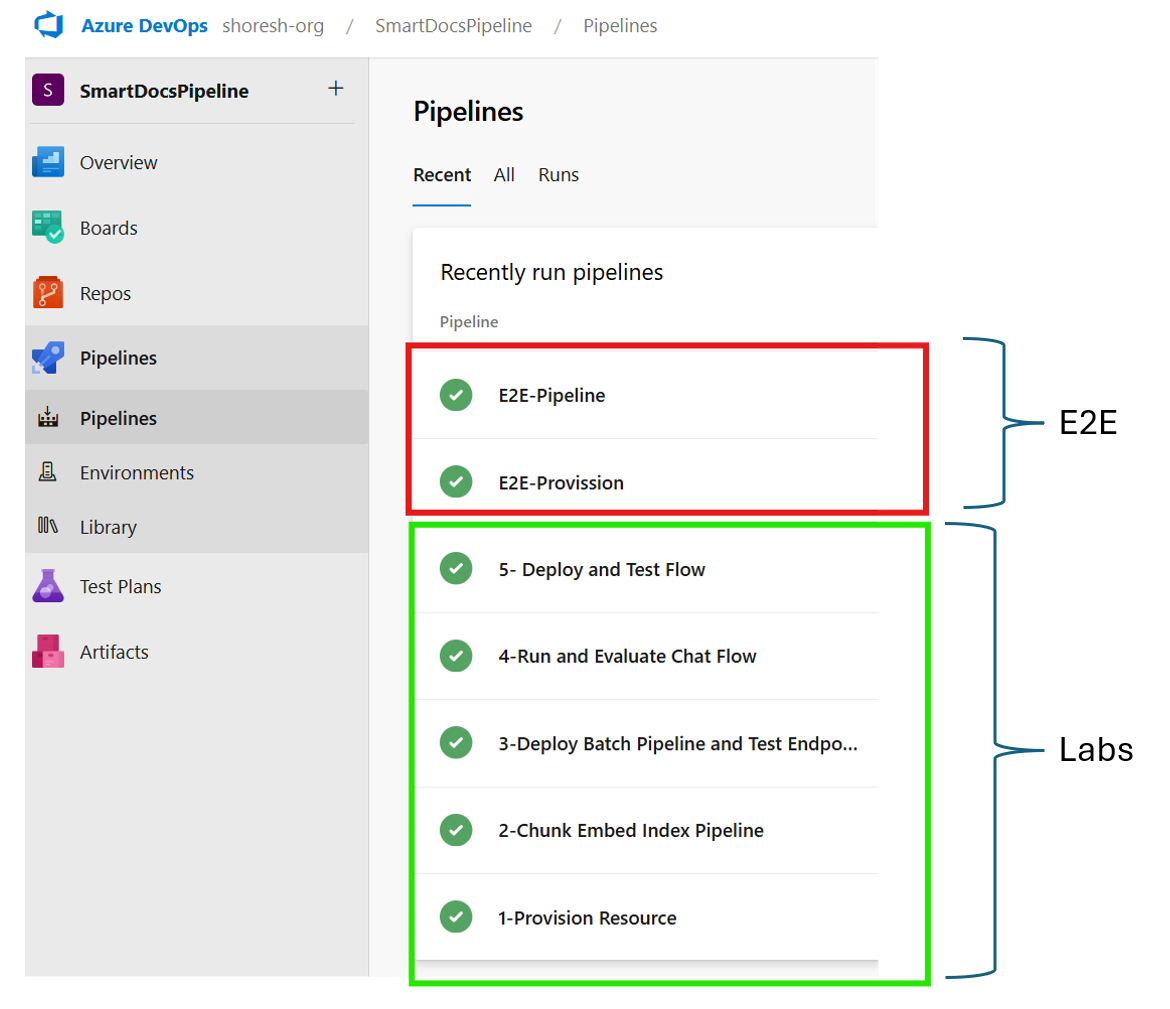 Azure DevOps shoresh-org / SmartDocsPipeline / Pipelines
S SmartDocsPipeline +
Overview
Boards
Repos
Pipelines
Pipelines
Environments
Library
Test Plans
Artifacts
Pipelines
Recent All Runs
Recently run pipelines
Pipeline
E2E-Pipeline
E2E-Provission
5- Deploy and Test Flow
4-Run and Evaluate Chat Flow
3-Deploy Batch Pipeline and Test Endpo...
2-Chunk Embed Index Pipeline
1-Provision Resource
E2E
Labs